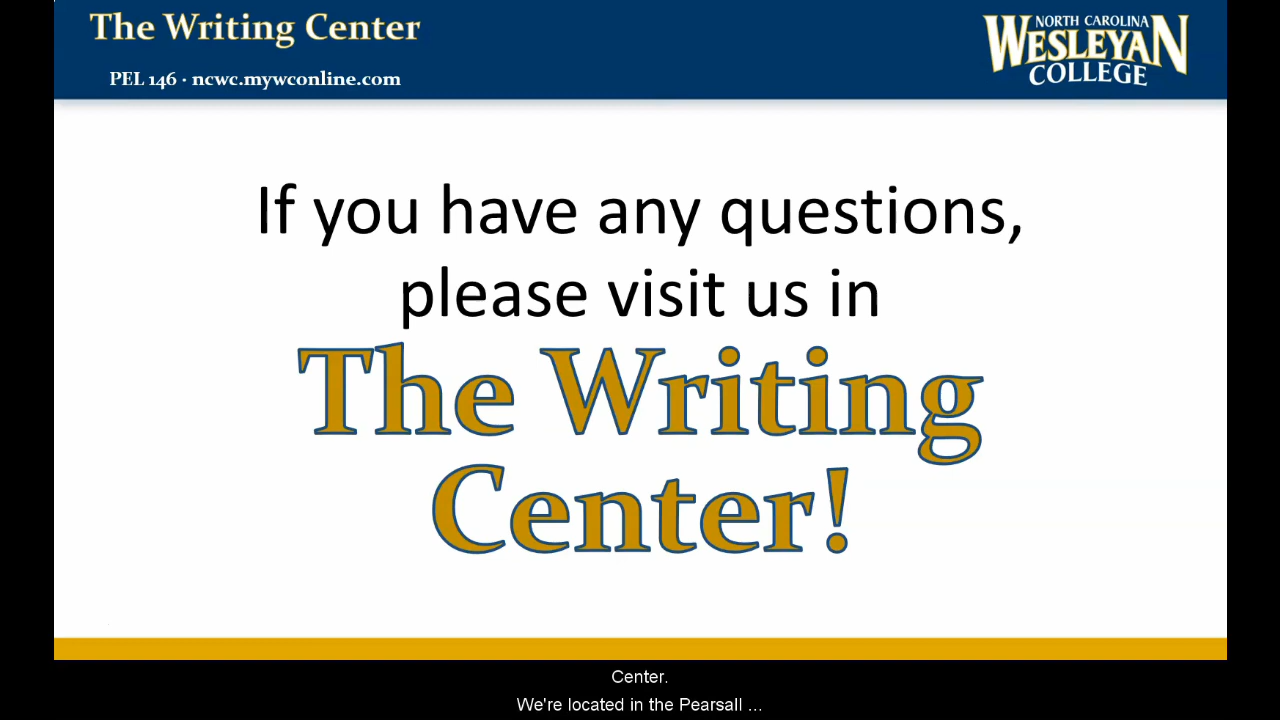 The Writing Center
PEL 146 · ncwc.mywconline.com
NORTH CAROLINA
WESLEYAN
COLLEGE
If you have any questions,
please visit us in
The Writing
Center!
Center.
We're located in the Pearsall ...